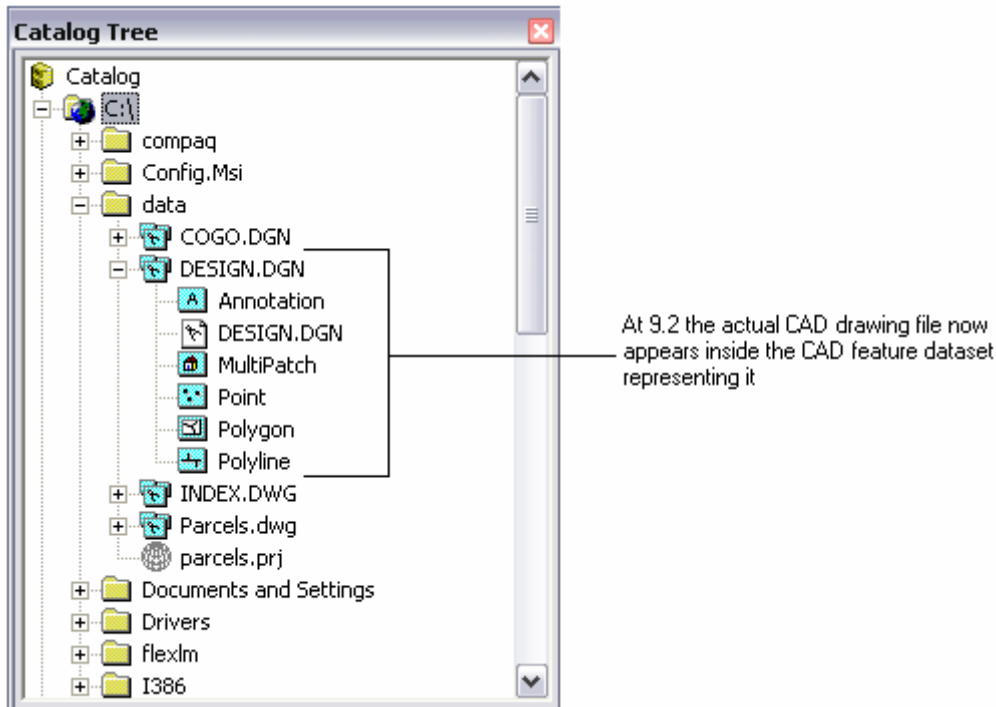 Catalog Tree
Catalog
C:\
compaq
Config.Msi
data
COGO.DGN
DESIGN.DGN
A Annotation
DESIGN.DGN
MultiPatch
Point
Polygon
Polyline
INDEX.DWG
Parcels.dwg
parcels.prj
Documents and Settings
Drivers
flexlm
I386
At 9.2 the actual CAD drawing file now
appears inside the CAD feature dataset
representing it